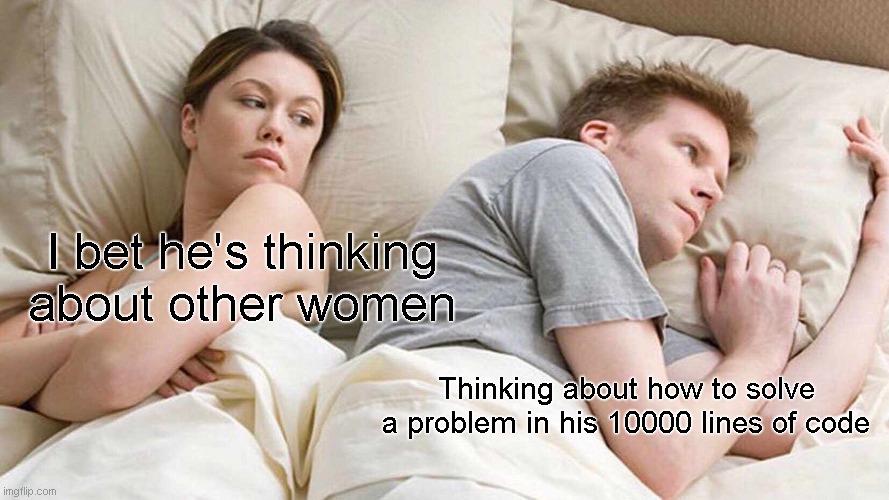 I bet he's thinking
about other women
Thinking about how to solve
a problem in his 10000 lines of code
imgflip.com